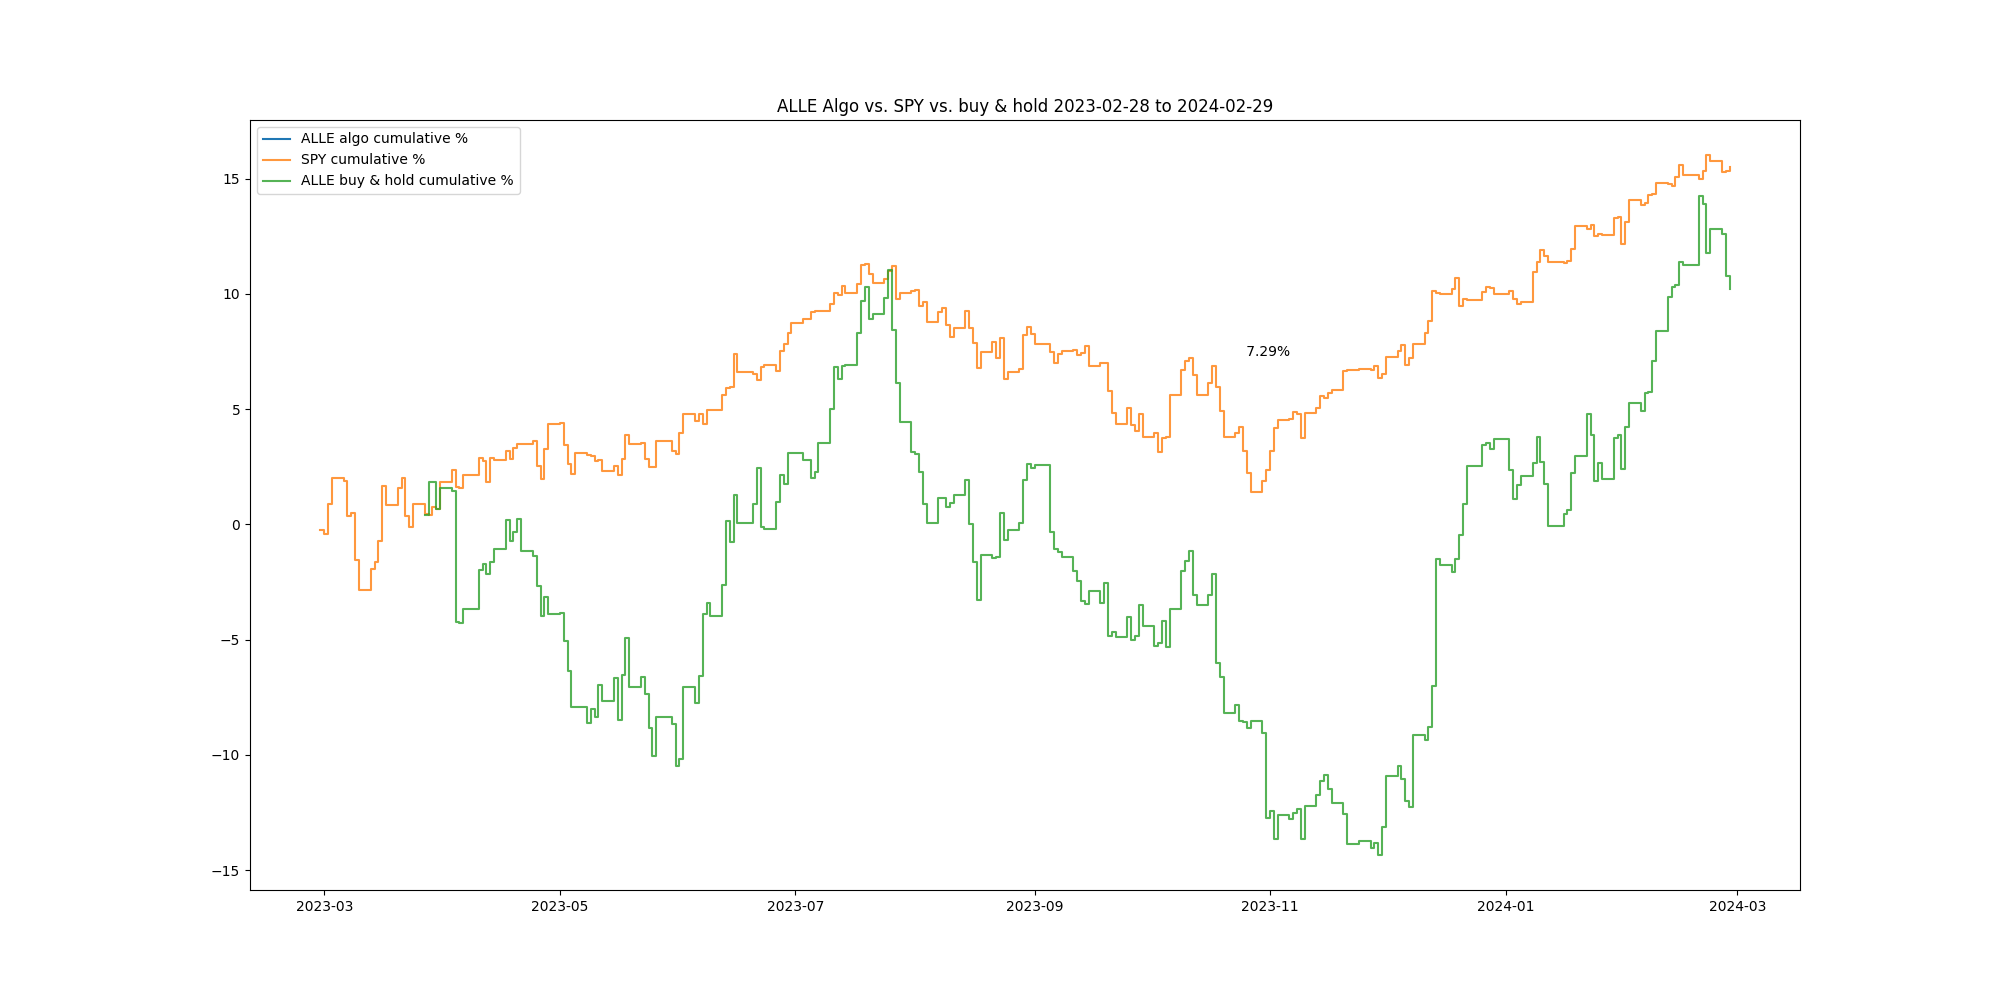 ALLE Algo vs. SPY vs. buy & hold 2023-02-28 to 2024-02-29
ALLE algo cumulative %
SPY cumulative %
ALLE buy & hold cumulative %
15
10
7.29%
5
0
−5
−10
−15
2023-03 2023-05 2023-07 2023-09 2023-11 2024-01 2024-03